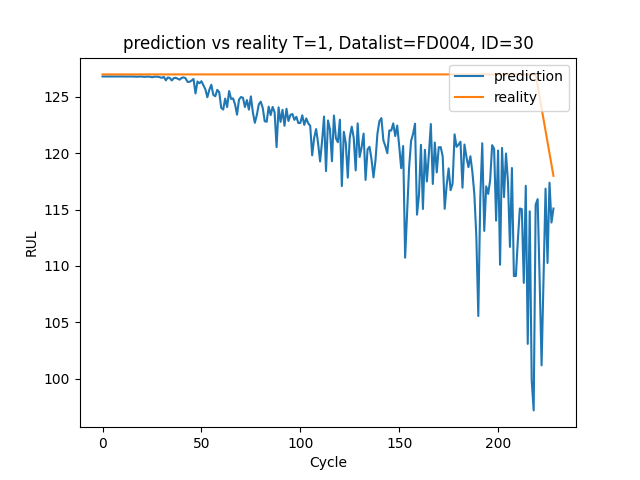 prediction vs reality T=1, Datalist=FD004, ID=30
prediction
reality
RUL
125
120
115
110
105
100
0 50 100 150 200
Cycle